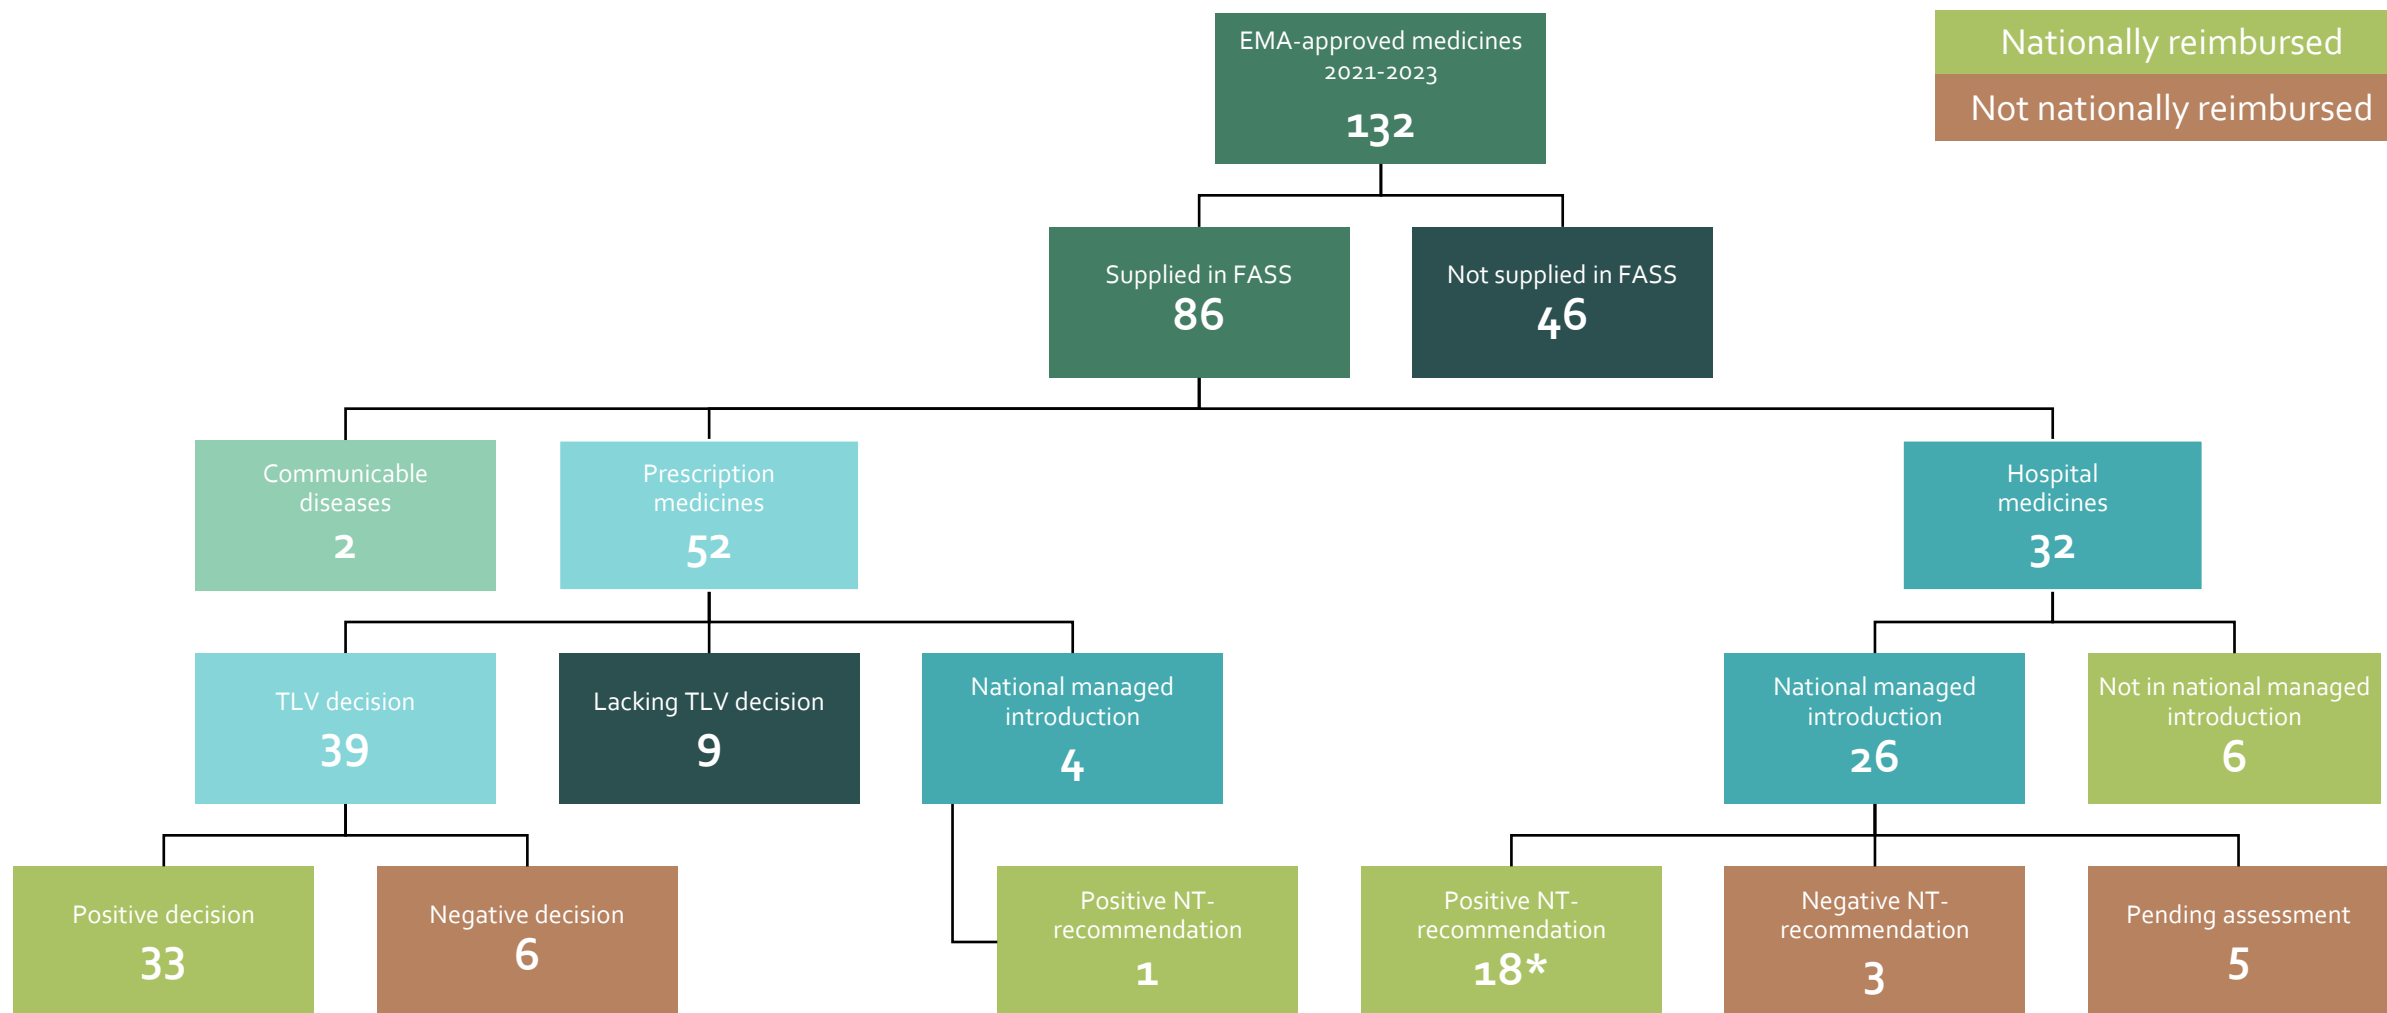 EMA-approved medicines
2021-2023
132
Nationally reimbursed
Not nationally reimbursed
Supplied in FASS
86
Not supplied in FASS
46
Communicable
diseases
2
Prescription
medicines
52
Hospital
medicines
32
TLV decision
39
Lacking TLV decision
9
National managed
introduction
4
National managed
introduction
26
Not in national managed
introduction
6
Positive decision
33
Negative decision
6
Positive NT-
recommendation
1
Positive NT-
recommendation
18*
Negative NT-
recommendation
3
Pending assessment
5